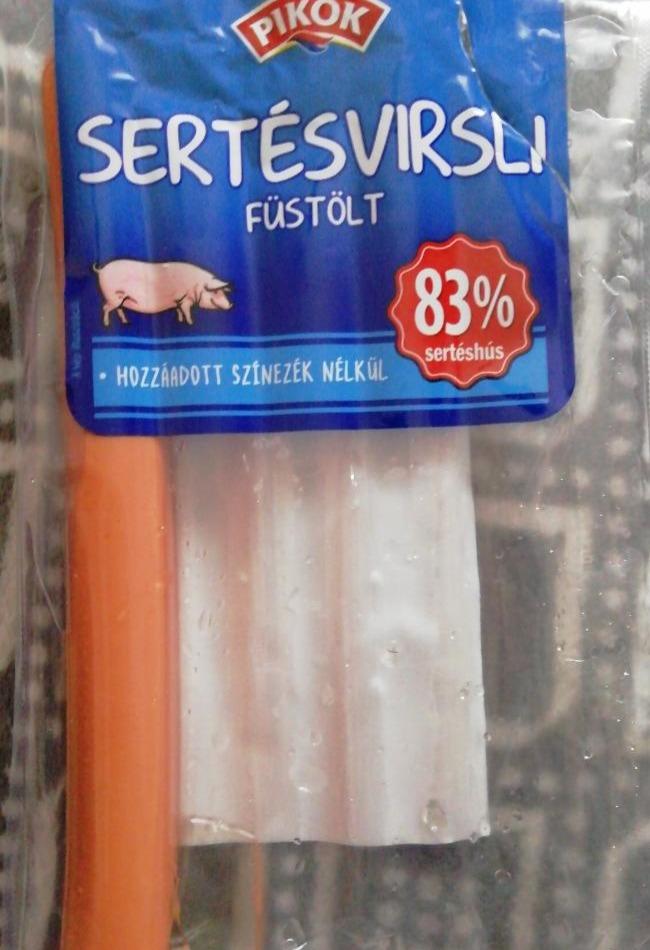 PIKOK
SERTÉSVIRSLI
FÜSTÖLT
83%
sertéshús
• HOZZÁADOTT SZÍNEZÉK NÉLKÜL